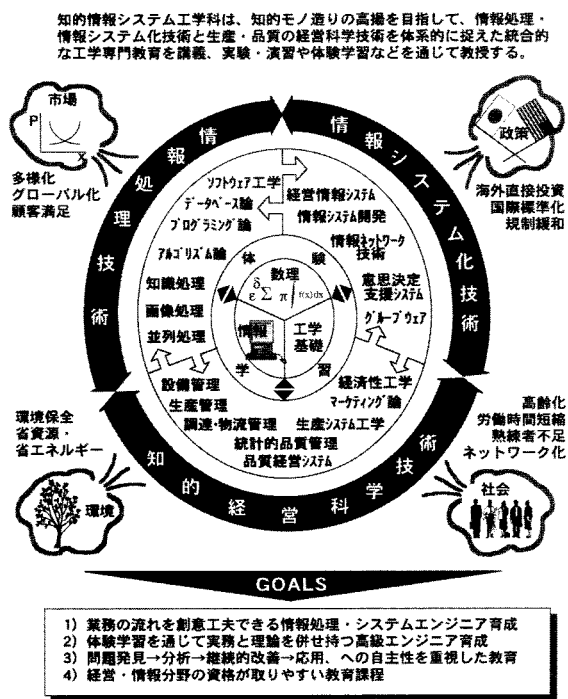 知的情報システム工学科は、知的モノ造りの高揚を目指して、情報処理・
情報システム化技術と生産・品質の経営科学技術を体系的に捉えた統合的
な工学専門教育を講義、実験・演習や体験学習などを通じて教授する。
市場
P
X
多様化
グローバル化
顧客満足
政策
海外直接投資
国際標準化
規制緩和
情報処理技術
情報システム化技術
知的経営科学技術
ソフトウェア工学
データベース論
プログラミング論
アルゴリズム論
知識処理
画像処理
並列処理
経営情報システム
情報システム開発
情報ネットワーク
技術
意思決定
支援システム
グループウェア
体験
学習
数理
δ ε Σ π ∫f(x)dx
情報
工学
基礎
設備管理
生産管理
調達・物流管理
統計的品質管理
品質経営システム
経済性工学
マーケティング論
生産システム工学
環境保全
省資源・
省エネルギー
環境
高齢化
労働時間短縮
熟練者不足
ネットワーク化
社会
GOALS
1) 業務の流れを創意工夫できる情報処理・システムエンジニア育成
2) 体験学習を通じて実務と理論を併せ持つ高級エンジニア育成
3) 問題発見→分析→継続的改善→応用、への自主性を重視した教育
4) 経営・情報分野の資格が取りやすい教育課程